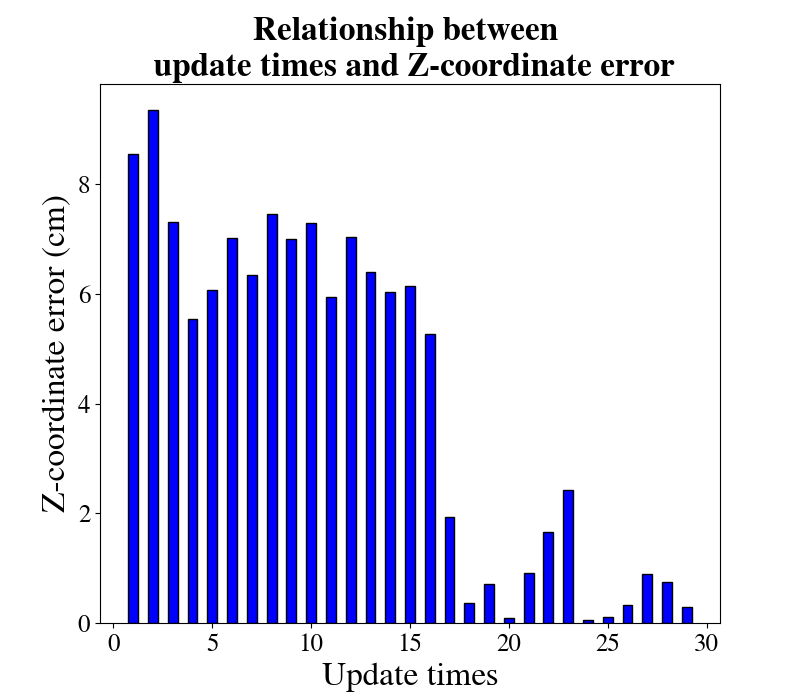 Relationship between
update times and Z-coordinate error
Z-coordinate error (cm)
8
6
4
2
0
0 5 10 15 20 25 30
Update times